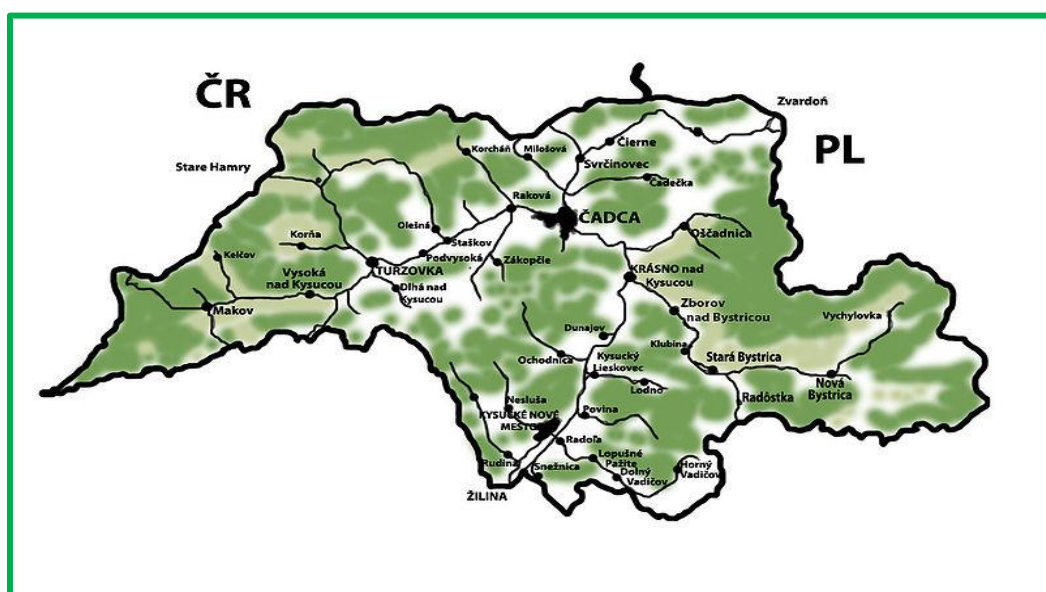 ČR
Zvardoň
PL
Čierne
Korcháň
Milošová
Svrčinovec
Stare Hamry
Čadečka
Raková
ČADCA
Olešná
Oščadnica
Korňa
Staškov
Podvysoká
Zákopčie
Kelčov
TURZOVKA
KRÁSNO nad
Kysucou
Vysoká
nad Kysucou
Dlhá nad
Kysucou
Makov
Zborov
nad Bystricou
Vychylovka
Dunajov
Klubina
Ochodnica
Kysucký
Lieskovec
Stará Bystrica
Lodno
Nová
Bystrica
Nesluša
Radôstka
KYSUCKÉ NOVÉ
MESTO
Povina
Radoľa
Rudina
Snežnica
Lopušné
Pažite
Dolný
Vadičov
Horný
Vadičov
ŽILINA